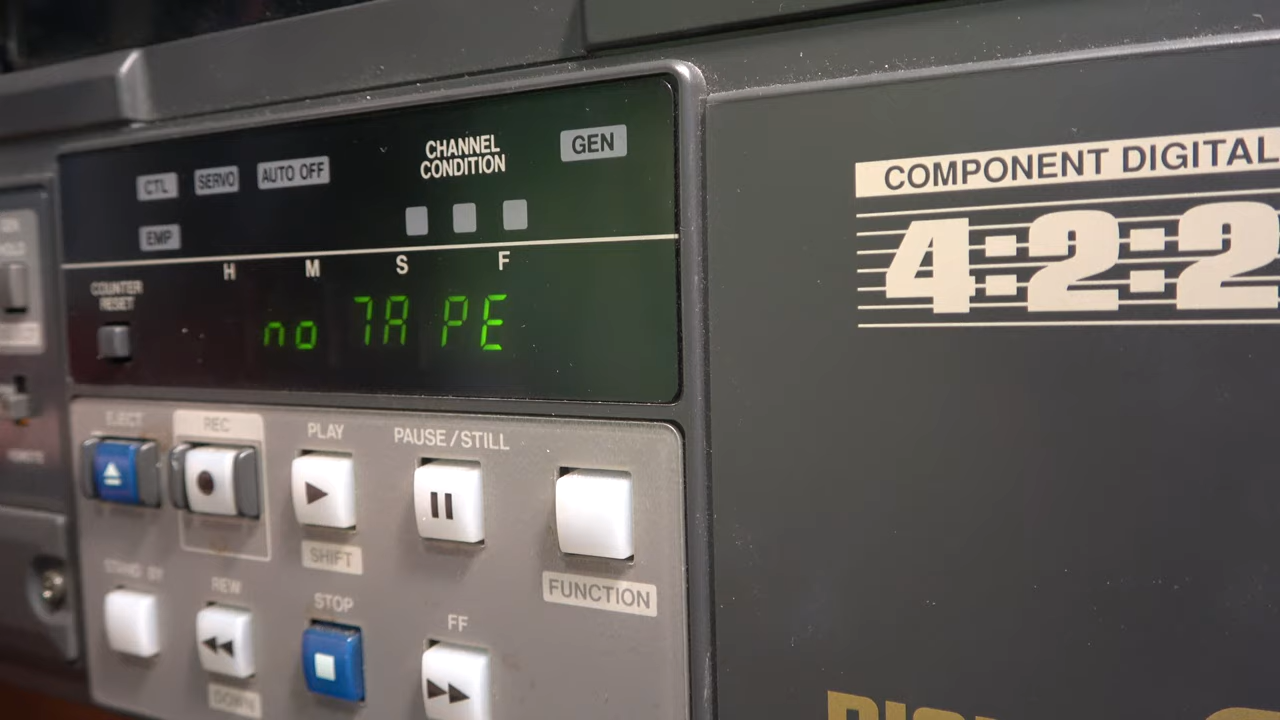 CHANNEL
CONDITION
GEN
CTL
SERVO
AUTO OFF
EMP
H M S F
COUNTER
RESET
no TAPE
EJECT
REC
PLAY
PAUSE/STILL
SHIFT
FUNCTION
STAND BY
REW
STOP
FF
DOWN
HOLD
COMPONENT DIGITAL
4:2:2